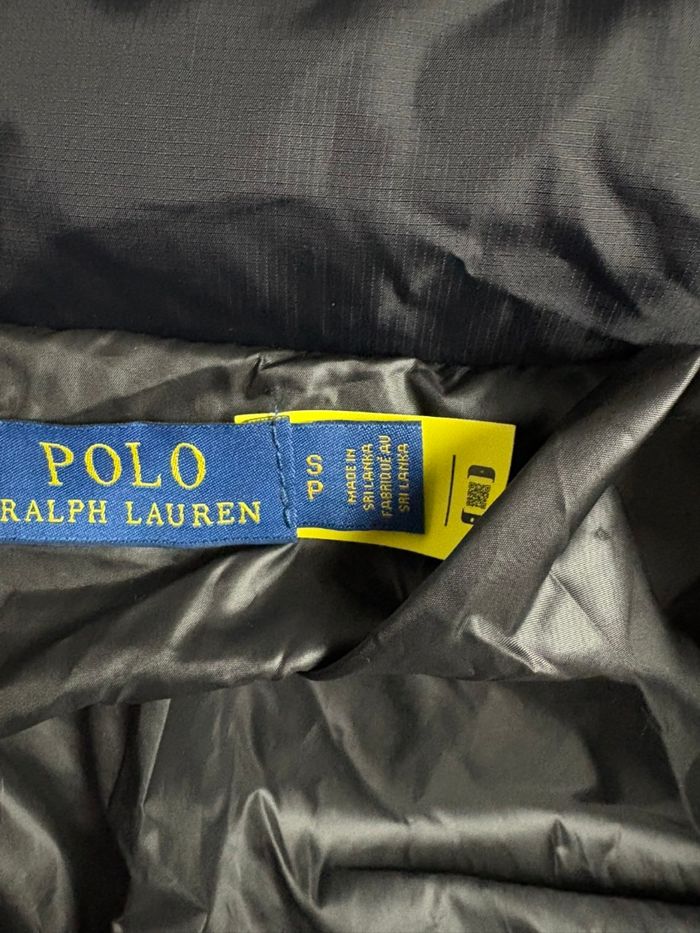 POLO
RALPH LAUREN
S
P
MADE IN
SRI LANKA
FABRIQUÉ AU
SRI LANKA